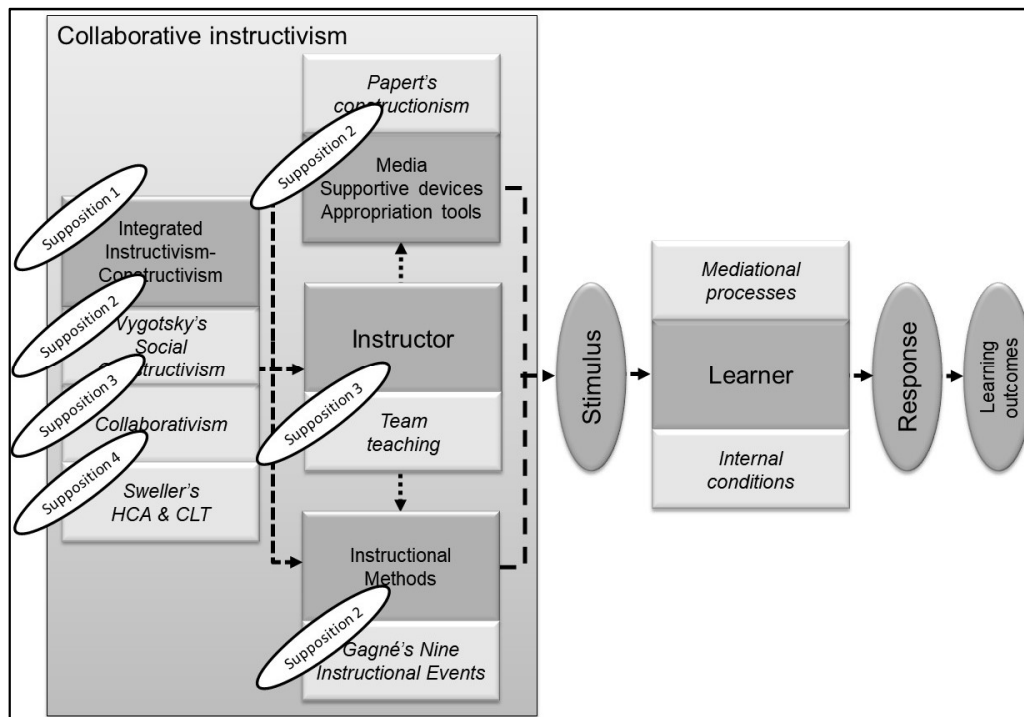 Collaborative instructivism
Supposition 1
Integrated
Instructivism-
Constructivism
Supposition 2
Vygotsky's
Social
Constructivism
Supposition 3
Collaborativism
Supposition 4
Sweller's
HCA & CLT
Papert's
constructionism
Supposition 2
Media
Supportive devices
Appropriation tools
Instructor
Supposition 3
Team
teaching
Instructional
Methods
Supposition 2
Gagné's Nine
Instructional Events
Stimulus
Mediational
processes
Learner
Internal
conditions
Response
Learning
outcomes